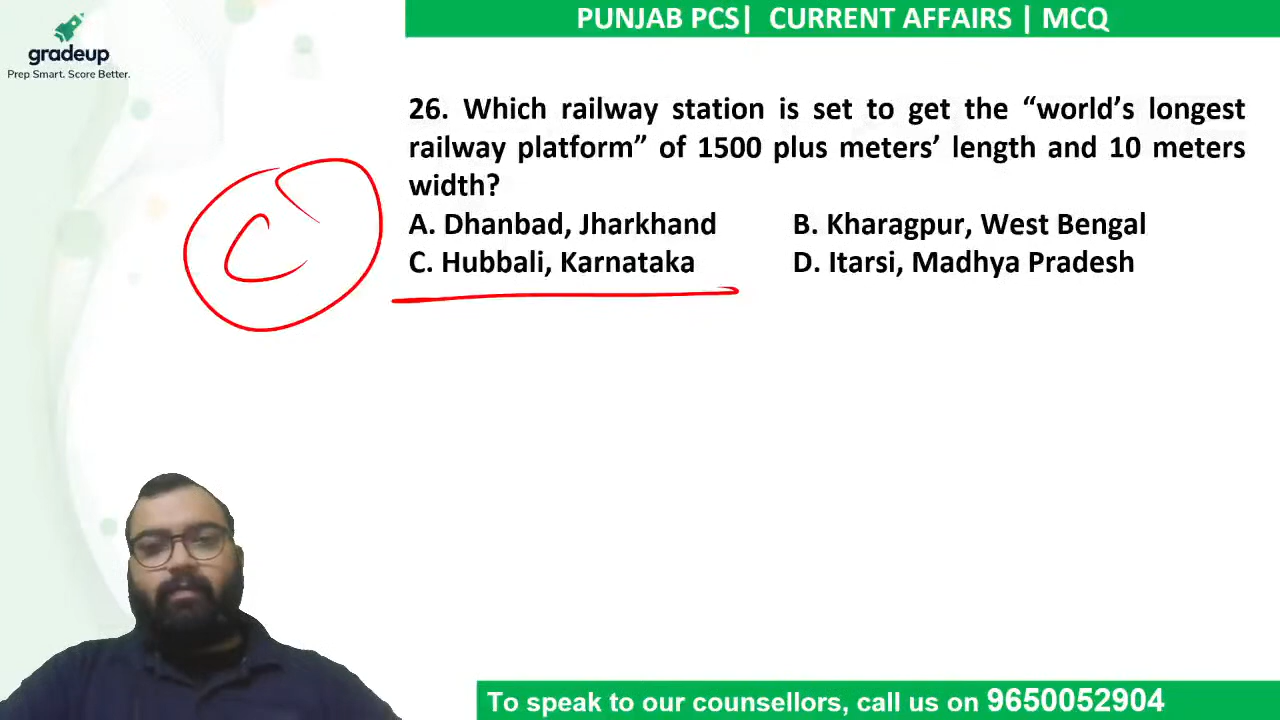 PUNJAB PCS| CURRENT AFFAIRS | MCQ
gradeup
Prep Smart. Score Better.
26. Which railway station is set to get the “world’s longest
railway platform” of 1500 plus meters’ length and 10 meters
width?
A. Dhanbad, Jharkhand B. Kharagpur, West Bengal
C. Hubbali, Karnataka D. Itarsi, Madhya Pradesh
C
To speak to our counsellors, call us on 9650052904